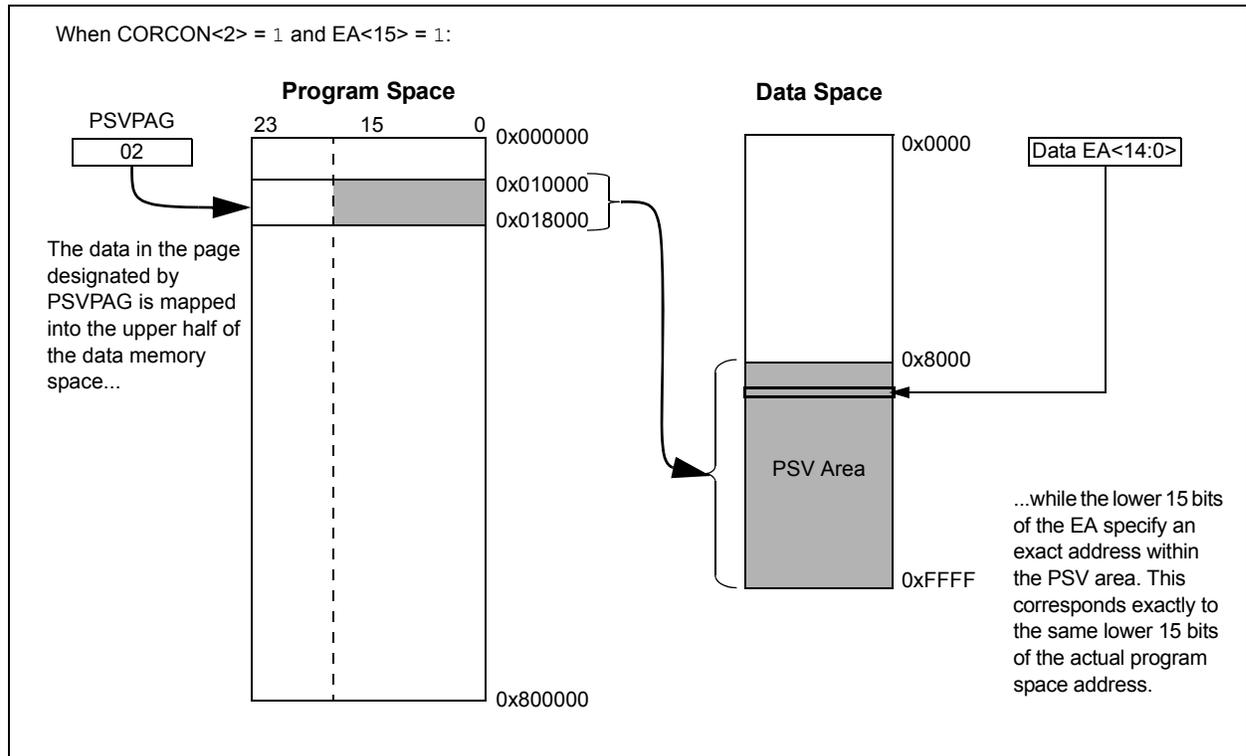 When CORCON<2> = 1 and EA<15> = 1:
Program Space
Data Space
PSVPAG
02
23
15
0
0x000000
0x010000
0x018000
0x800000
The data in the page
designated by
PSVPAG is mapped
into the upper half of
the data memory
space...
0x0000
Data EA<14:0>
0x8000
PSV Area
0xFFFF
...while the lower 15 bits
of the EA specify an
exact address within
the PSV area. This
corresponds exactly to
the same lower 15 bits
of the actual program
space address.